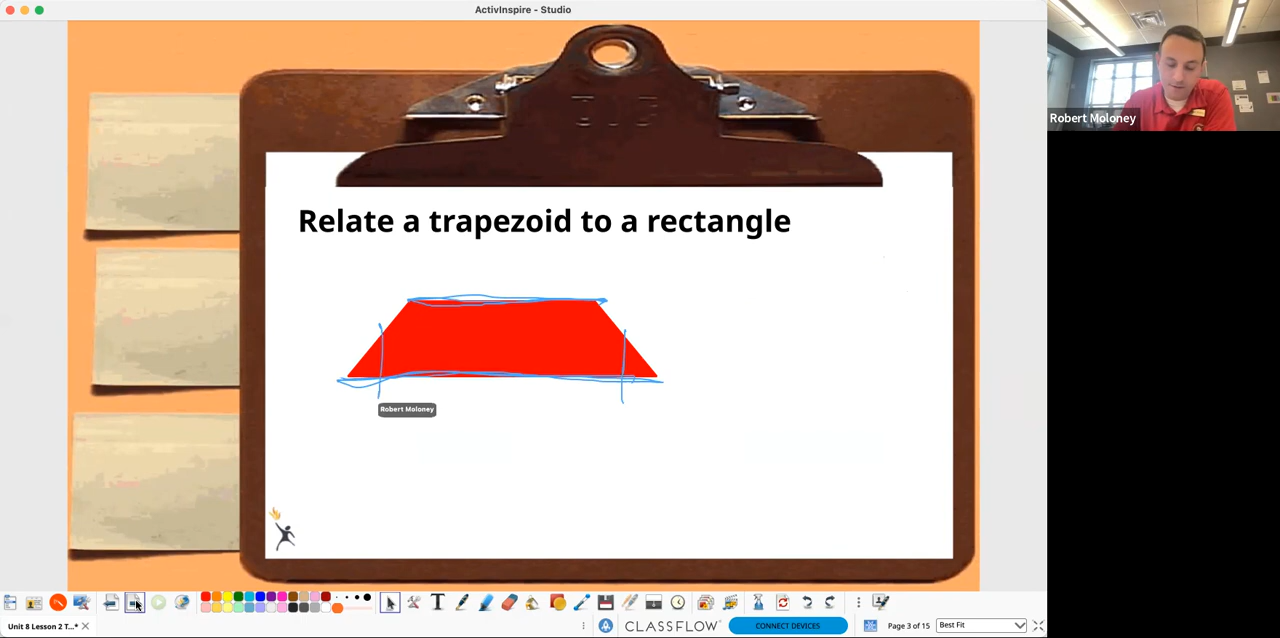 ActivInspire - Studio
Robert Moloney
Relate a trapezoid to a rectangle
Robert Moloney
Unit 8 Lesson 2 T...*
CLASSFLOW
CONNECT DEVICES
Page 3 of 15
Best Fit